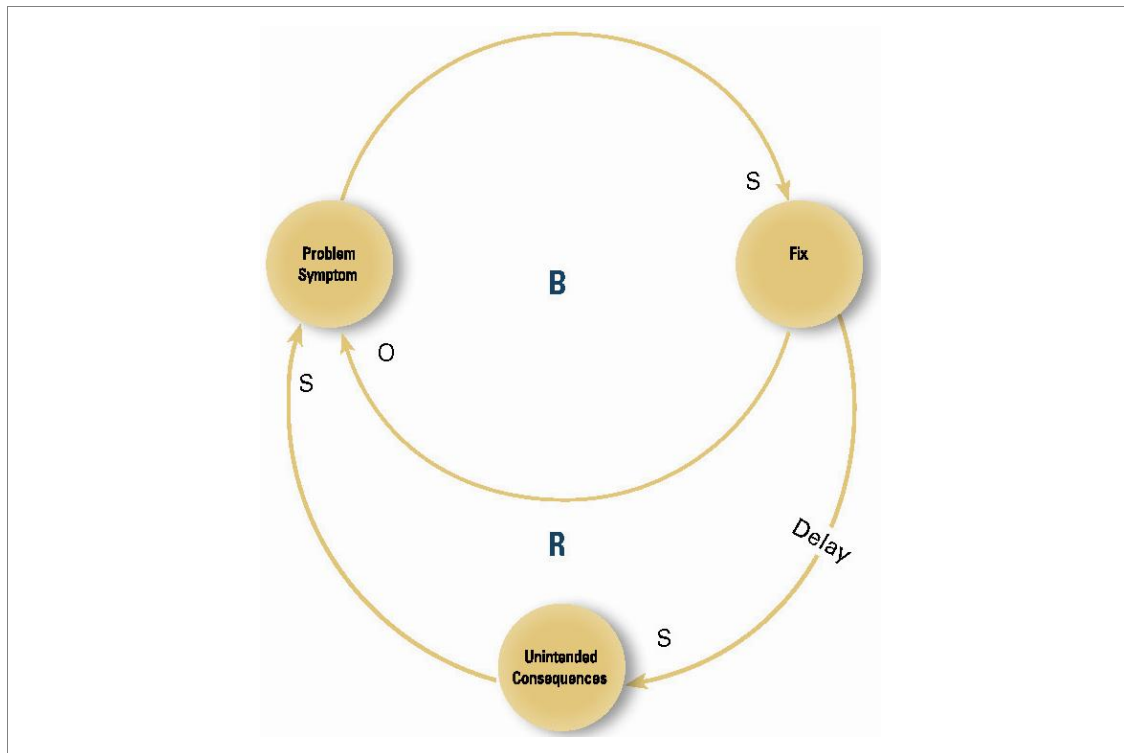 S
Problem
Symptom
Fix
B
O
S
R
Delay
S
Unintended
Consequences